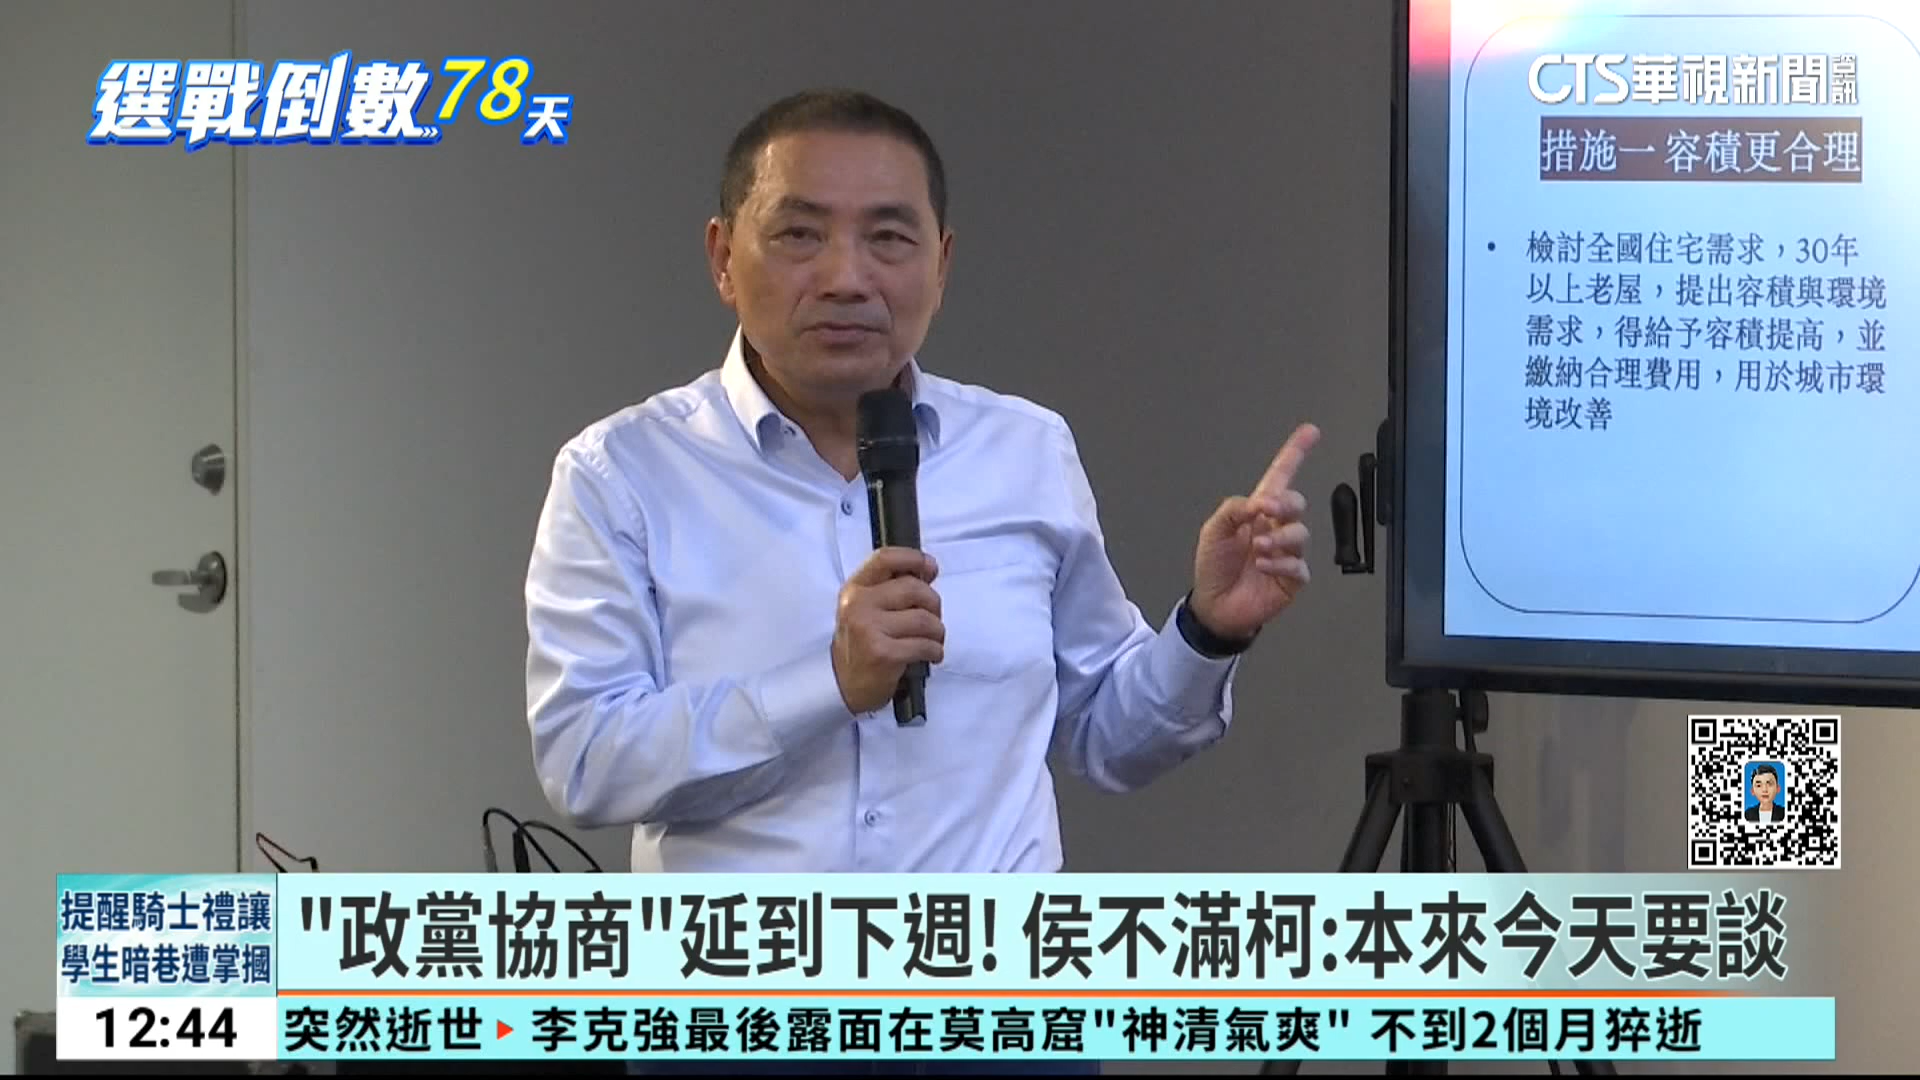 選戰倒數 78天
CTS華視新聞資訊
措施一 容積更合理
• 檢討全國住宅需求，30年
以上老屋，提出容積與環境
需求，得給予容積提高，並
繳納合理費用，用於城市環
境改善
提醒騎士禮讓
學生暗巷遭掌摑
"政黨協商"延到下週! 侯不滿柯:本來今天要談
12:44
突然逝世▶李克強最後露面在莫高窟"神清氣爽" 不到2個月猝逝